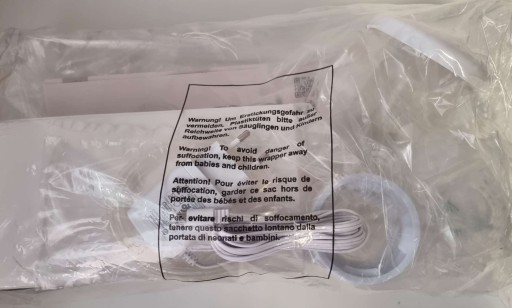 Warnung! Um Erstickungsgefahr zu
vermeiden, Plastiktüten bitte außer
Reichweise von Säuglingen und Kindern
aufbewahren.
Warning! To avoid danger of
suffocation, keep this wrapper away
from babies and children.
Attention! Pour éviter le risque de
suffocation, garder ce sac hors de
portée des bébés et des enfants.
Per evitare rischi di soffocamento,
tenere questo sacchetto lontano dalla
portata di neonati e bambini.